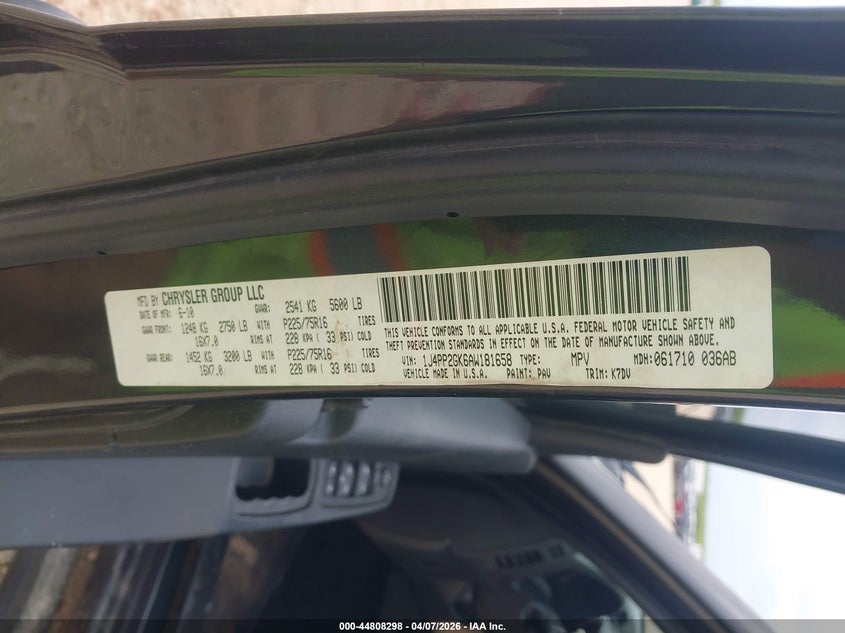 MFD BY CHRYSLER GROUP LLC
DATE OF MFR: 6-10 GVWR: 2541 KG 5600 LB
GAWR FRONT: 1248 KG 2750 LB WITH P225/75R16 TIRES
16X7.0 RIMS AT 228 KPA ( 33 PSI) COLD
GAWR REAR: 1452 KG 3200 LB WITH P225/75R16 TIRES
16X7.0 RIMS AT 228 KPA ( 33 PSI) COLD
THIS VEHICLE CONFORMS TO ALL APPLICABLE U.S.A. FEDERAL MOTOR VEHICLE SAFETY AND
THEFT PREVENTION STANDARDS IN EFFECT ON THE DATE OF MANUFACTURE SHOWN ABOVE.
VIN: 1J4PP2GK6AW181658 TYPE: MPV MDH: 061710 036AB
VEHICLE MADE IN U.S.A. PAINT: PAV TRIM: K7DV
000-44808298 - 04/07/2026 - IAA Inc.